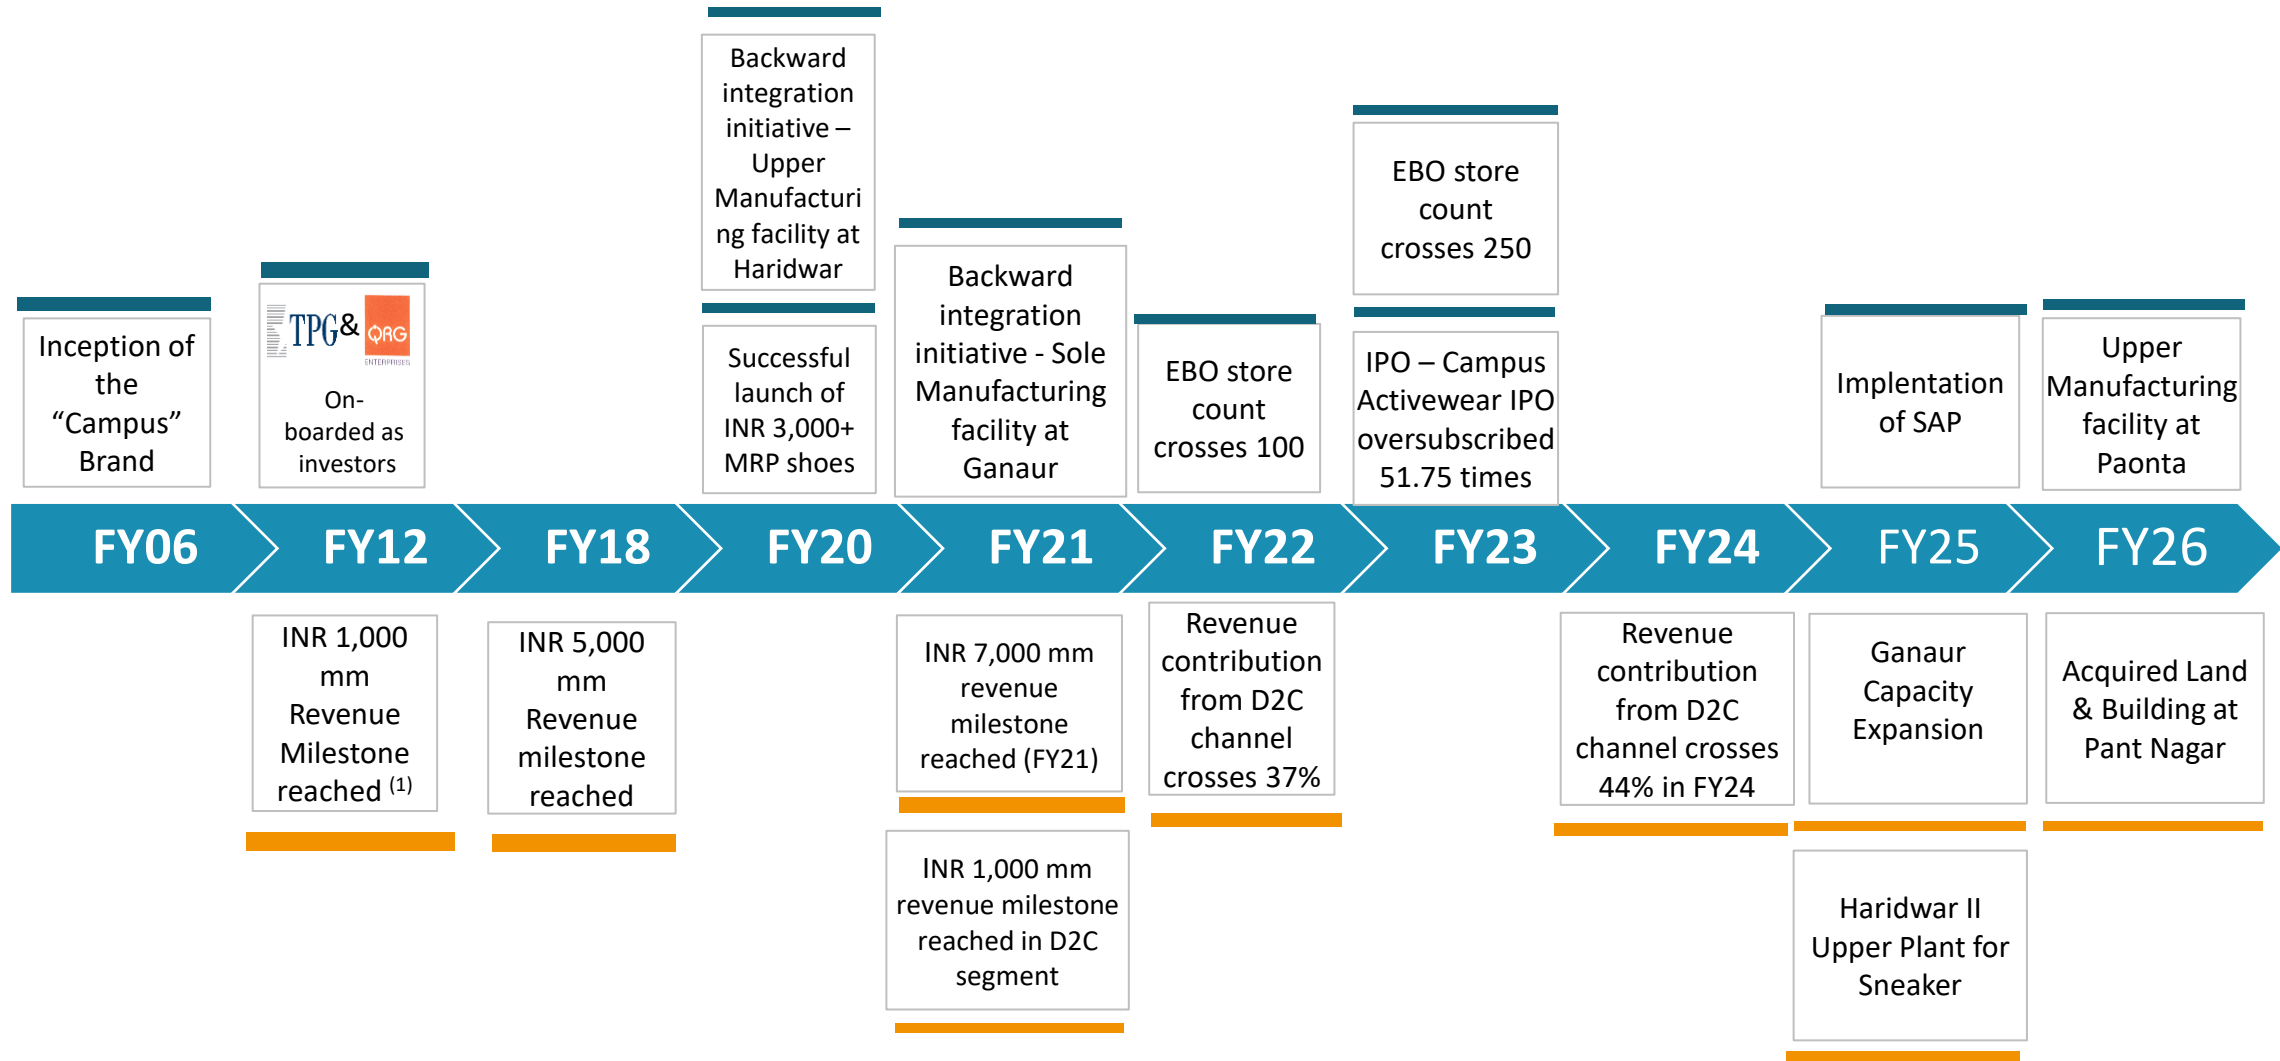 Backward
integration
initiative –
Upper
Manufacturi
ng facility at
Haridwar
Successful
launch of
INR 3,000+
MRP shoes
Inception of
the
“Campus”
Brand
TPG & QRG
ENTERPRISES
On-
boarded as
investors
Backward
integration
initiative - Sole
Manufacturing
facility at
Ganaur
EBO store
count
crosses 100
EBO store
count
crosses 250
IPO – Campus
Activewear IPO
oversubscribed
51.75 times
Implentation
of SAP
Upper
Manufacturing
facility at
Paonta
FY06 FY12 FY18 FY20 FY21 FY22 FY23 FY24 FY25 FY26
INR 1,000
mm
Revenue
Milestone
reached (1)
INR 5,000
mm
Revenue
milestone
reached
INR 7,000 mm
revenue
milestone
reached (FY21)
INR 1,000 mm
revenue milestone
reached in D2C
segment
Revenue
contribution
from D2C
channel
crosses 37%
Revenue
contribution
from D2C
channel crosses
44% in FY24
Ganaur
Capacity
Expansion
Haridwar II
Upper Plant for
Sneaker
Acquired Land
& Building at
Pant Nagar